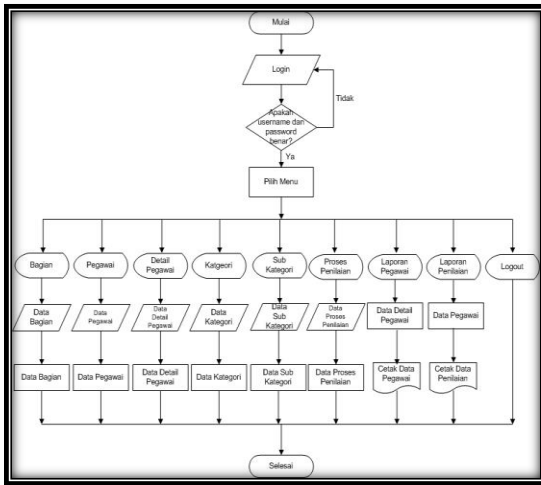 Mulai
Login
Tidak
Apakah
username dan
password
benar?
Ya
Pilih Menu
Bagian
Pegawai
Detail
Pegawai
Katgeori
Sub
Kategori
Proses
Penilaian
Laporan
Pegawai
Laporan
Penilaian
Logout
Data
Bagian
Data
Pegawai
Data
Detail
Pegawai
Data
Kategori
Data
Sub
Kategori
Data
Proses
Penilaian
Data Detail
Pegawai
Data Pegawai
Data Bagian
Data Pegawai
Data Detail
Pegawai
Data Kategori
Data Sub
Kategori
Data Proses
Penilaian
Cetak Data
Pegawai
Cetak Data
Penilaian
Selesai